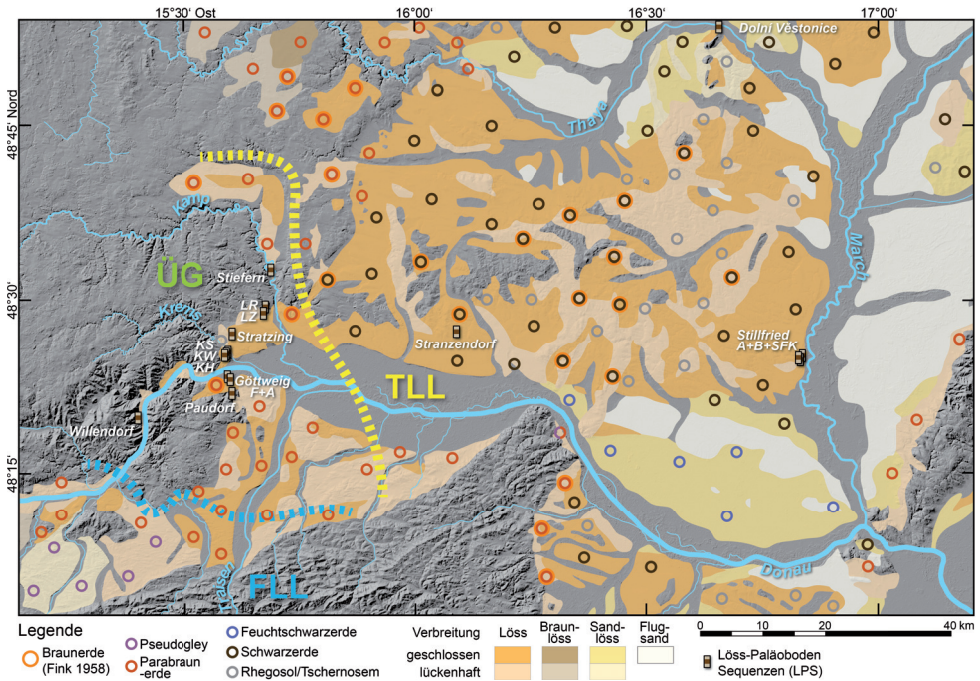 15°30 Ost
16°00
16°30
17°00
48°45 Nord
48°30
48°15
Dolní Věstonice
Thaya
Kamp
March
ÜG
Stiefern
LR
LZ
Krems
Stratzing
KS
KW
KH
Göttweig
F+A
Paudorf
Willendorf
Stranzendorf
Stillfried
A+B+SFK
TLL
FLL
Traisen
Donau
Legende
Braunerde
(Fink 1958)
Pseudogley
Parabraun
-erde
Feuchtschwarzerde
Schwarzerde
Rhegosol/Tschernosem
Verbreitung
geschlossen
lückenhaft
Löss
Braun-
löss
Sand-
löss
Flug-
sand
0 10 20 40 km
Löss-Paläoboden
Sequenzen (LPS)